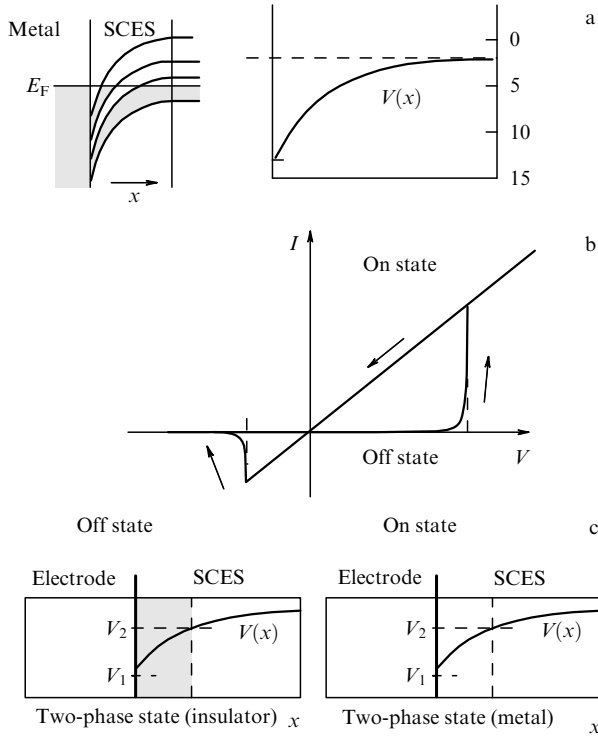 Metal SCES a
E_F
x
V(x)
0
5
10
15
I b
On state
Off state V
Off state On state c
Electrode SCES Electrode SCES
V_2 V(x) V_2 V(x)
V_1 V_1
Two-phase state (insulator) x Two-phase state (metal) x